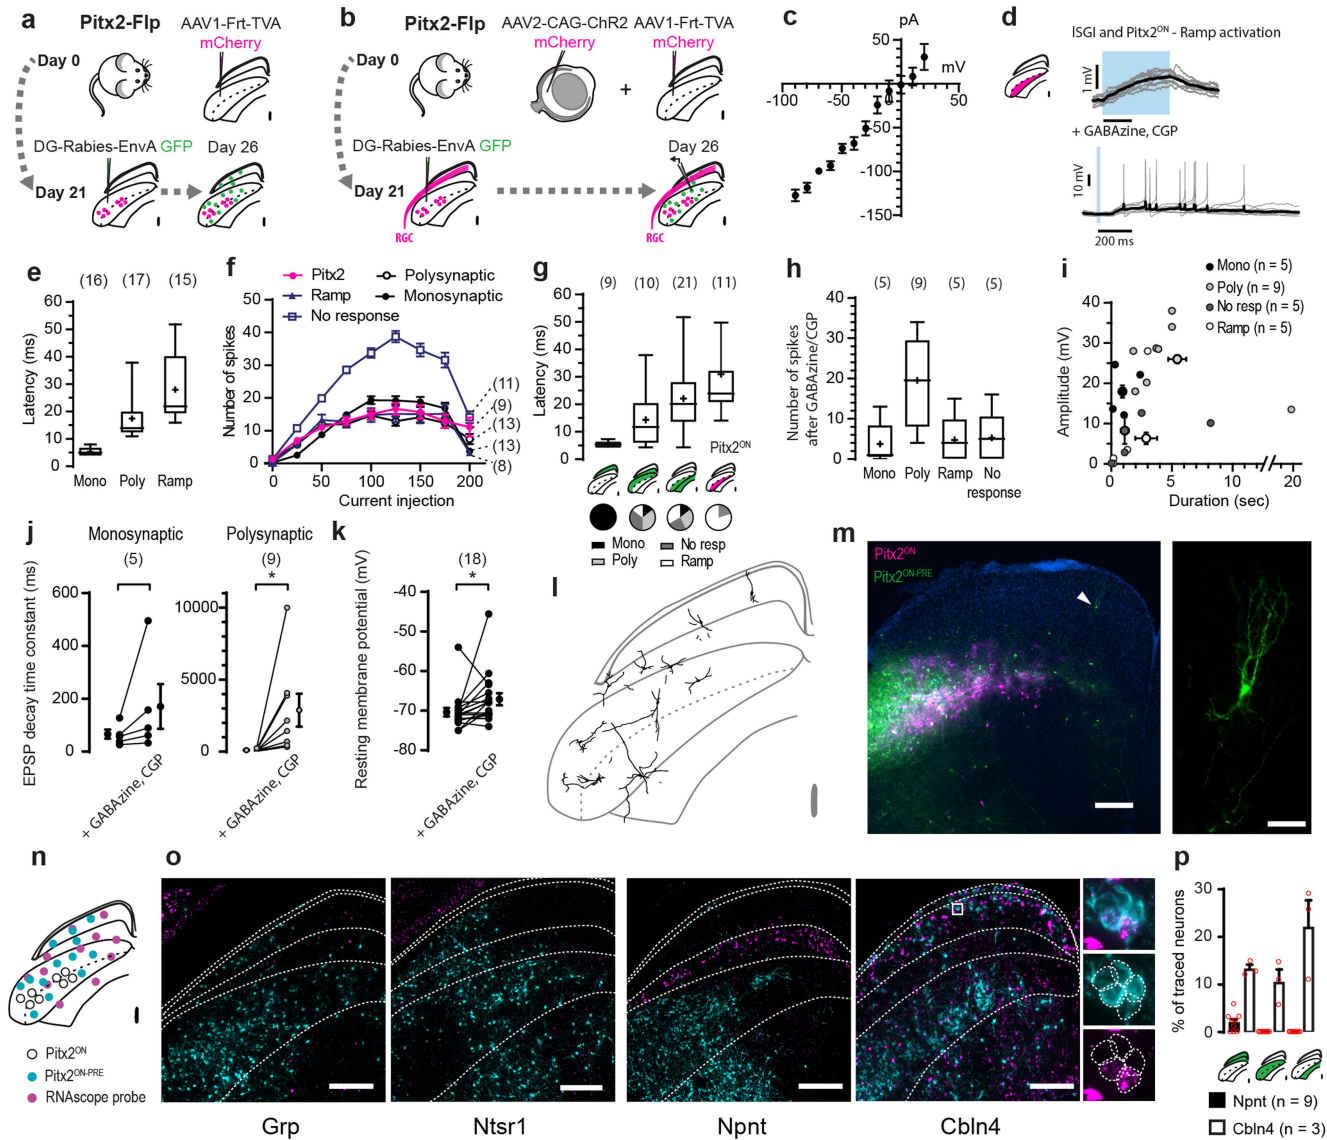 a
Pitx2-Flp
AAV1-Frt-TVA
mCherry
Day 0
DG-Rabies-EnvA GFP
Day 26
Day 21
b
Pitx2-Flp
AAV2-CAG-ChR2
mCherry
AAV1-Frt-TVA
mCherry
Day 0
+
DG-Rabies-EnvA GFP
Day 26
Day 21
RGC
RGC
c
pA
50
mV
-100
-50
0
50
-50
-100
-150
d
lSGI and Pitx2ON - Ramp activation
1 mV
+ GABAzine, CGP
10 mV
200 ms
e
(16) (17) (15)
Latency (ms)
60
50
40
30
20
10
0
Mono Poly Ramp
f
Pitx2
Ramp
No response
Polysynaptic
Monosynaptic
Number of spikes
50
40
30
20
10
0
0 50 100 150 200
Current injection
(11)
(9)
(13)
(13)
(8)
g
(9) (10) (21) (11)
Latency (ms)
60
50
40
30
20
10
0
Pitx2ON
Mono
No resp
Poly
Ramp
h
(5) (9) (5) (5)
Number of spikes
after GABAzine/CGP
40
30
20
10
0
Mono Poly Ramp No
response
i
Mono (n = 5)
Poly (n = 9)
No resp (n = 5)
Ramp (n = 5)
Amplitude (mV)
40
30
20
10
0
0 5 10 20
Duration (sec)
j
Monosynaptic
(5)
EPSP decay time constant (ms)
600
400
200
0
+ GABAzine, CGP
Polysynaptic
(9)
*
10000
5000
0
+ GABAzine, CGP
k
(18)
*
Resting membrane potential (mV)
-40
-50
-60
-70
-80
+ GABAzine, CGP
l
m
Pitx2ON
Pitx2ON-PRE
n
Pitx2ON
Pitx2ON-PRE
RNAscope probe
o
Grp
Ntsr1
Npnt
Cbln4
p
% of traced neurons
30
20
10
0
Npnt (n = 9)
Cbln4 (n = 3)